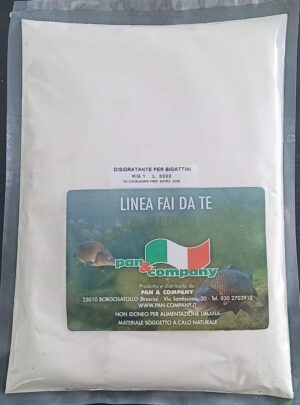 DISIDRATANTE PER BIGATTINI
KG 1 L. 3222
LINEA FAI DA TE
pan
& company
Prodotto e distribuito da
PAN & COMPANY
25010 BORGOSATOLLO (Brescia) - Via Santissima, 30 - Tel. 030 2703910
WWW.PAN-COMPANY.IT
NON IDONEO PER ALIMENTAZIONE UMANA
MATERIALE SOGGETTO A CALO NATURALE